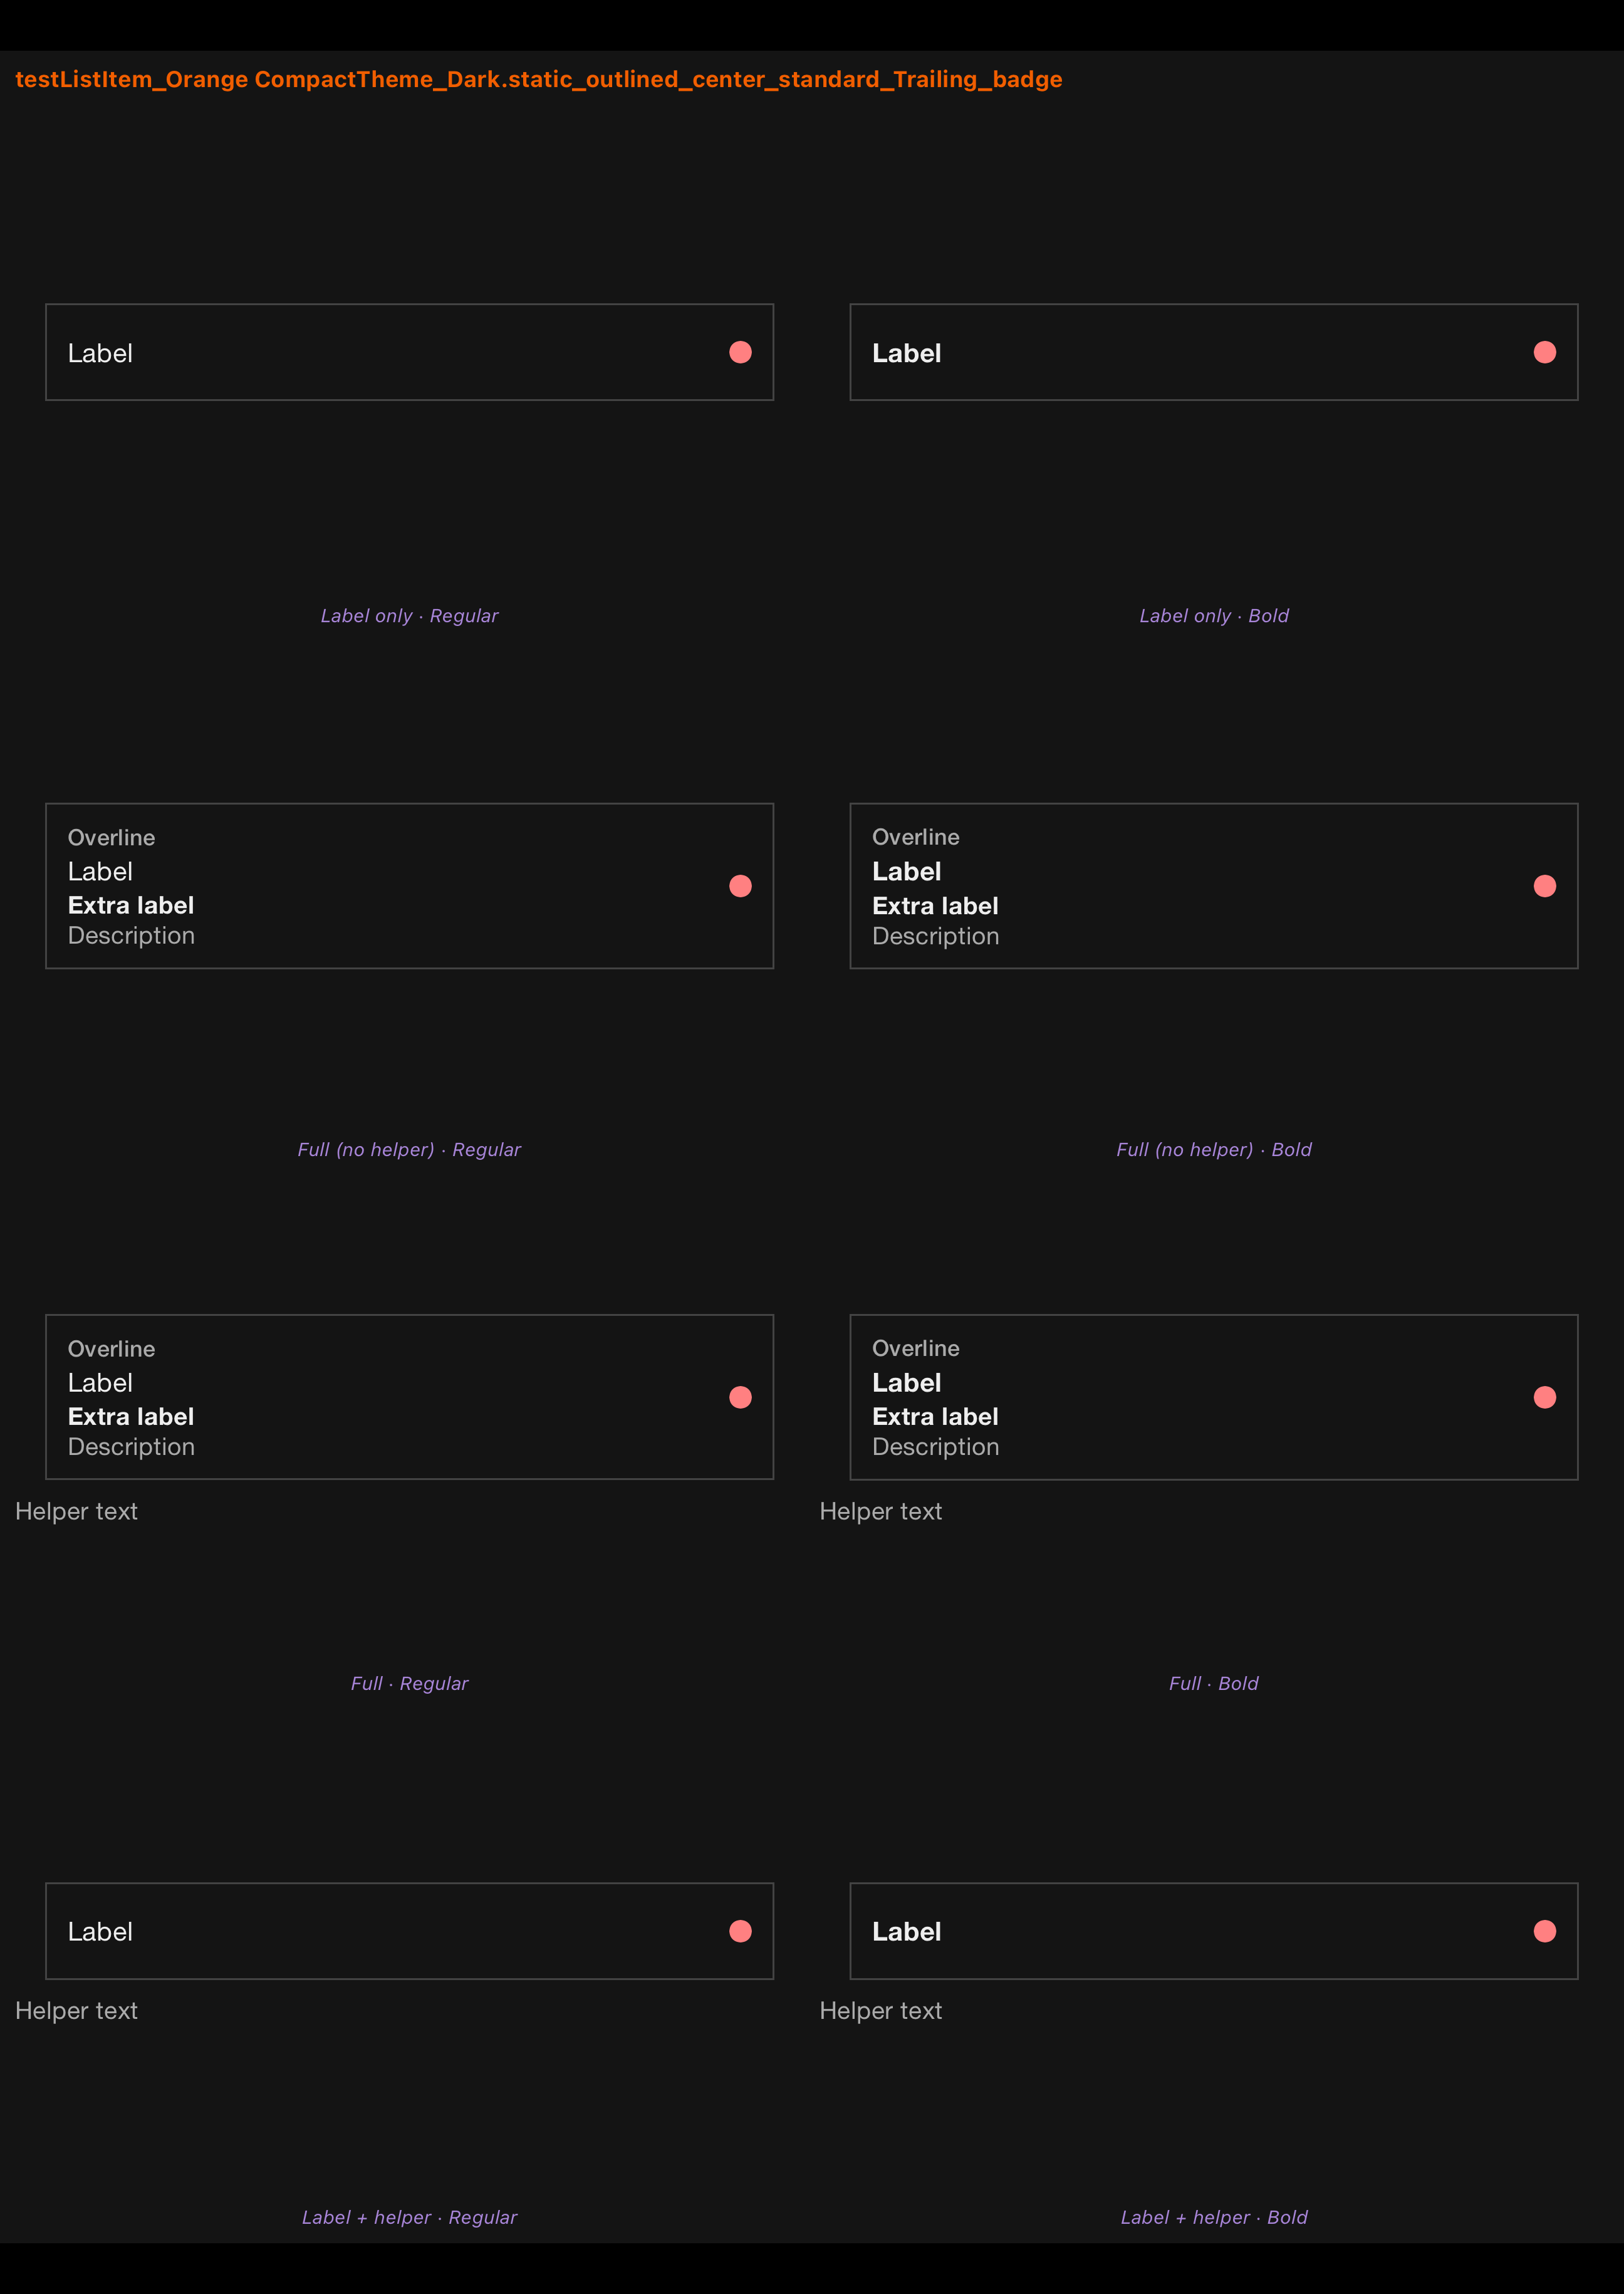 testListItem_Orange CompactTheme_Dark.static_outlined_center_standard_Trailing_badge
Label
Label
Label only · Regular
Label only · Bold
Overline
Label
Extra label
Description
Overline
Label
Extra label
Description
Full (no helper) · Regular
Full (no helper) · Bold
Overline
Label
Extra label
Description
Helper text
Overline
Label
Extra label
Description
Helper text
Full · Regular
Full · Bold
Label
Helper text
Label
Helper text
Label + helper · Regular
Label + helper · Bold